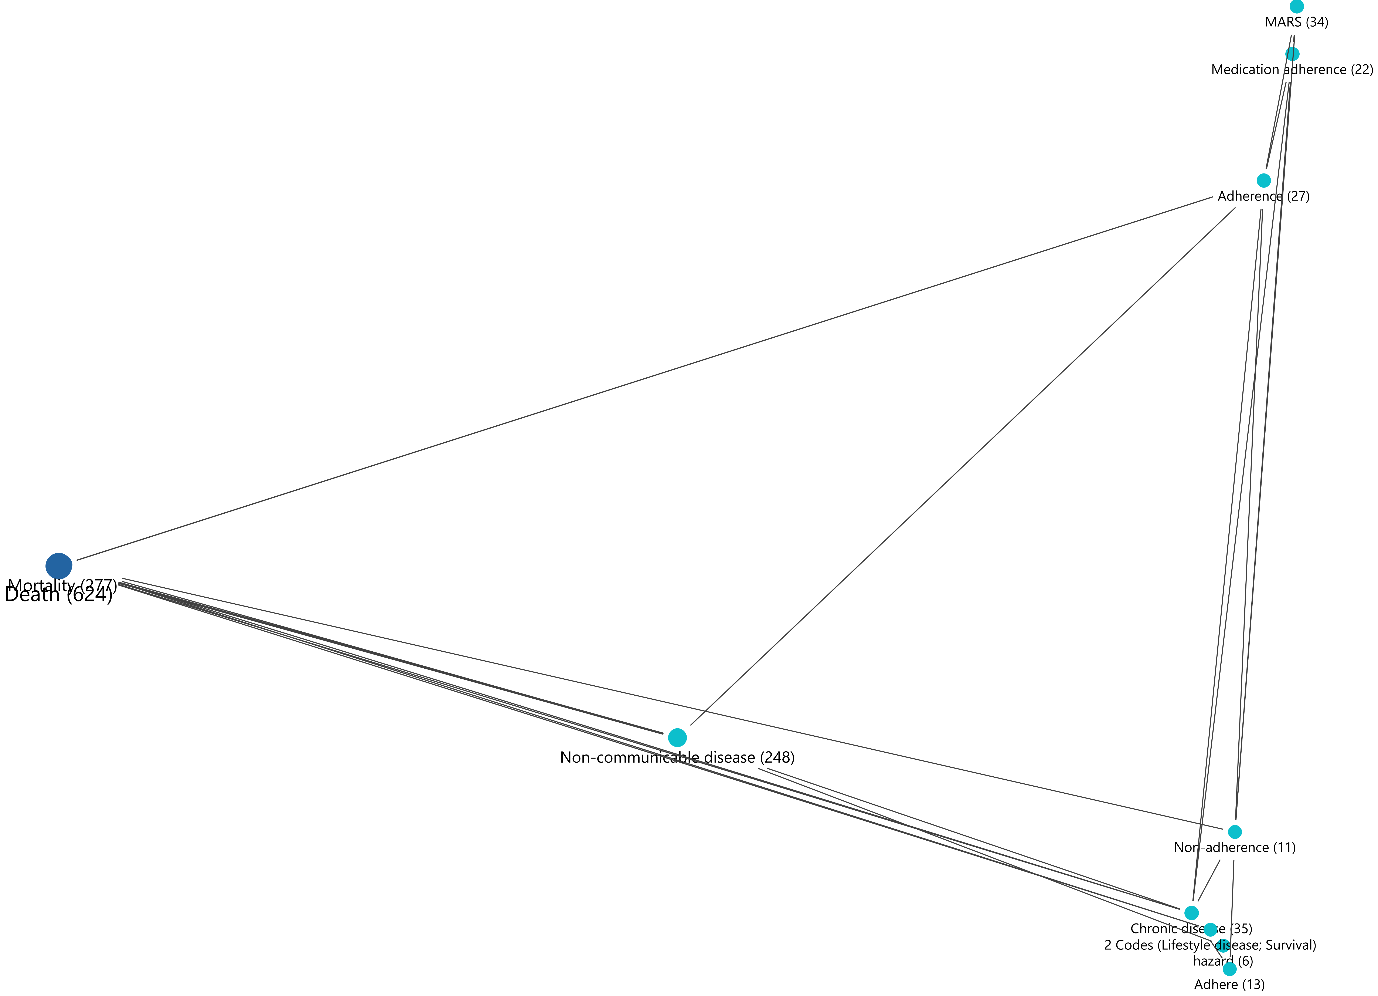 MARS (34)
Medication adherence (22)
Adherence (27)
Mortality (277)
Death (624)
Non-communicable disease (248)
Non-adherence (11)
Chronic disease (35)
2 Codes (Lifestyle disease; Survival)
hazard (6)
Adhere (13)